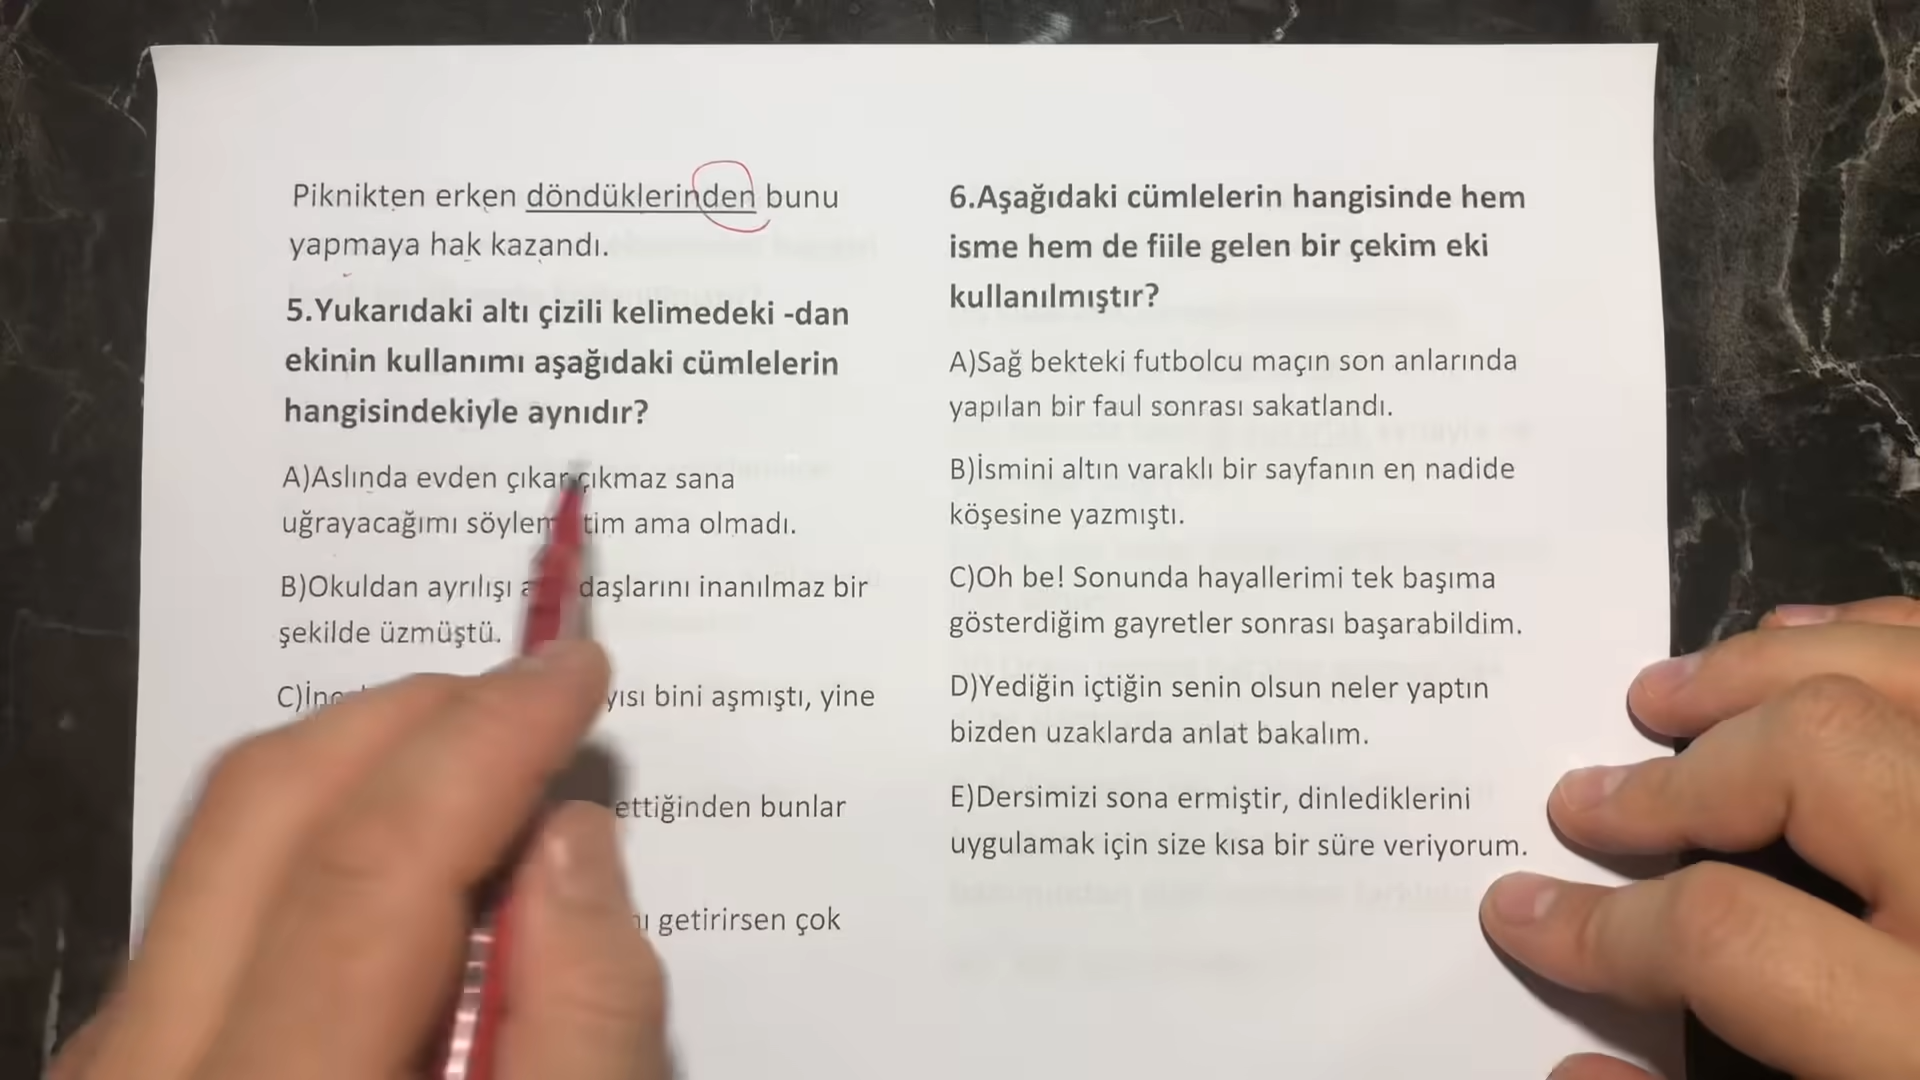 Piknikten erken döndüklerinden bunu
yapmaya hak kazandı.
5.Yukarıdaki altı çizili kelimedeki -dan
ekinin kullanımı aşağıdaki cümlelerin
hangisindekiyle aynıdır?
A)Aslında evden çıkar çıkmaz sana
uğrayacağımı ama olmadı.
B)Okuldan ayrılışı inanılmaz bir
şekilde üzmüştü.
C) bini aşmıştı, yine
ettiğinden bunlar
getirirsen çok
6.Aşağıdaki cümlelerin hangisinde hem
isme hem de fiile gelen bir çekim eki
kullanılmıştır?
A)Sağ bekteki futbolcu maçın son anlarında
yapılan bir faul sonrası sakatlandı.
B)İsmini altın varaklı bir sayfanın en nadide
köşesine yazmıştı.
C)Oh be! Sonunda hayallerimi tek başıma
gösterdiğim gayretler sonrası başarabildim.
D)Yediğin içtiğin senin olsun neler yaptın
bizden uzaklarda anlat bakalım.
E)Dersimizi sona ermiştir, dinlediklerini
uygulamak için size kısa bir süre veriyorum.